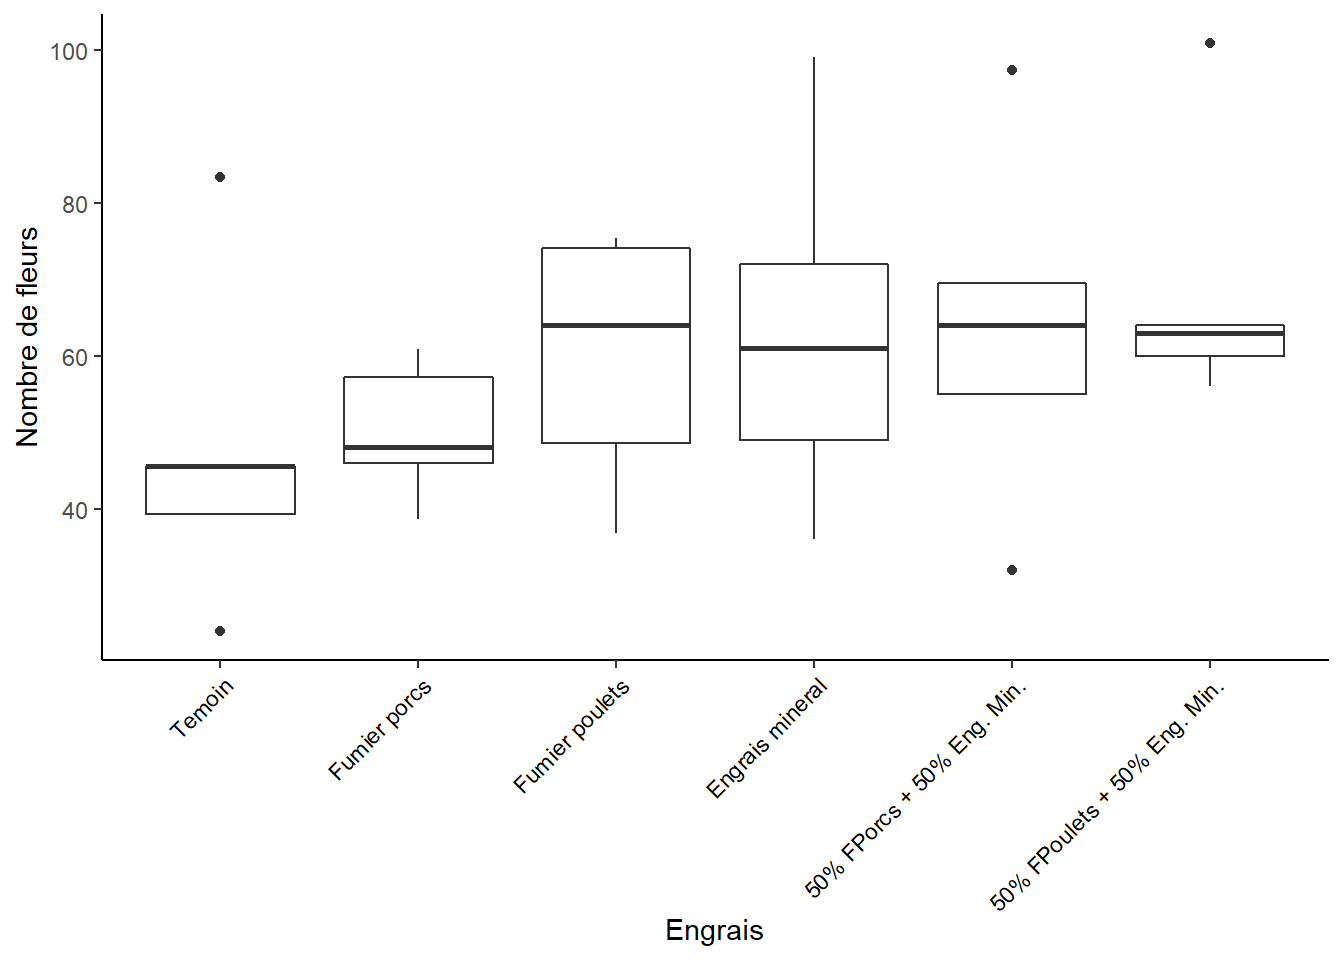 Nombre de fleurs
100
80
60
40
Temoin
Fumier porcs
Fumier poulets
Engrais mineral
50% FPorcs + 50% Eng. Min.
50% FPoulets + 50% Eng. Min.
Engrais